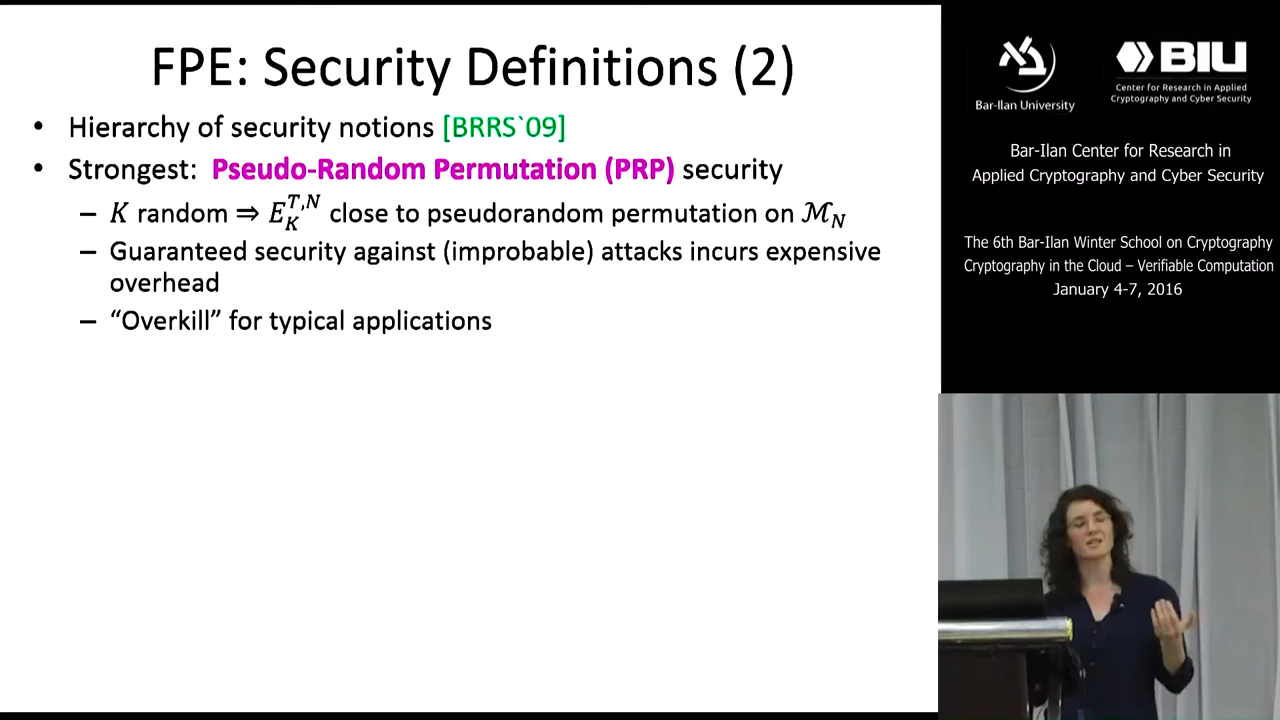 FPE: Security Definitions (2)
• Hierarchy of security notions [BRRS`09]
• Strongest: Pseudo-Random Permutation (PRP) security
– K random ⇒ E_K^{T,N} close to pseudorandom permutation on ℳ_N
– Guaranteed security against (improbable) attacks incurs expensive
overhead
– “Overkill” for typical applications
Bar-Ilan University
BIU
Center for Research in Applied
Cryptography and Cyber Security
Bar-Ilan Center for Research in
Applied Cryptography and Cyber Security
The 6th Bar-Ilan Winter School on Cryptography
Cryptography in the Cloud – Verifiable Computation
January 4-7, 2016